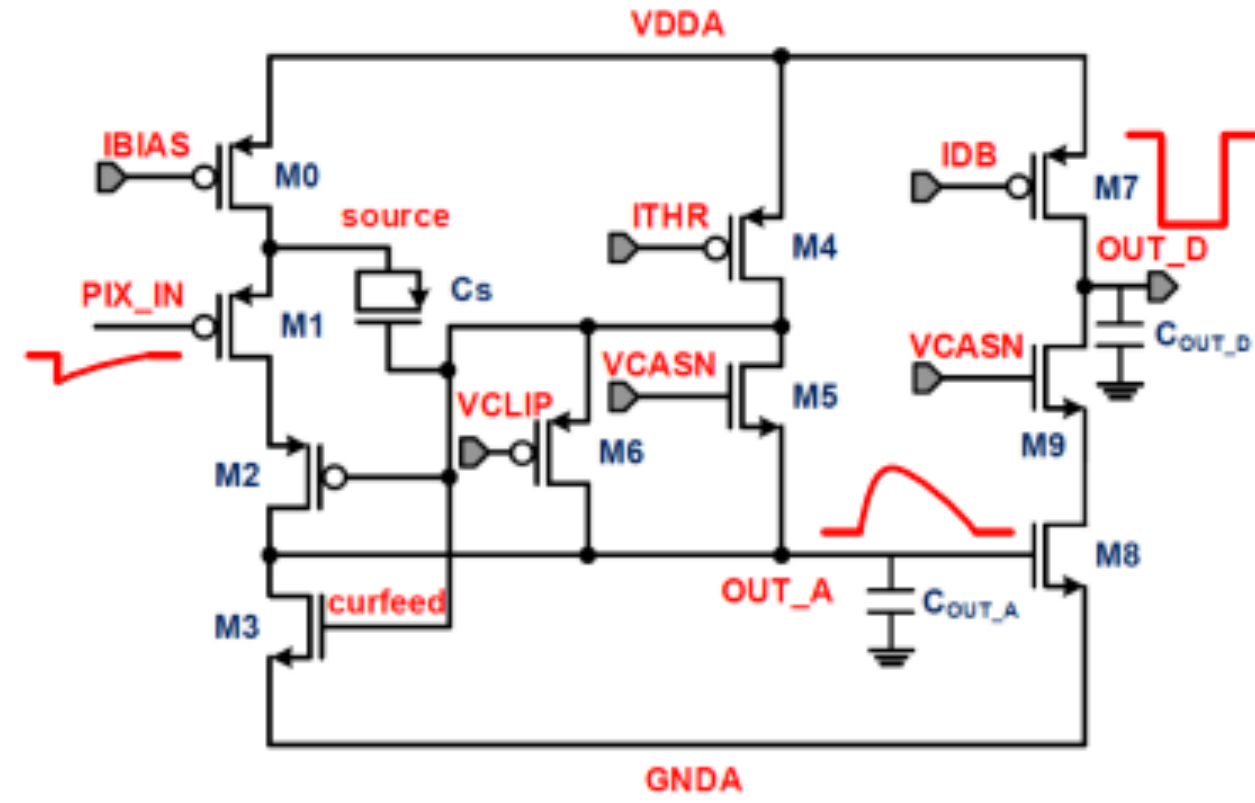 VDDA
IBIAS
M0
IDB
M7
source
ITHR
M4
OUT_D
PIX_IN
M1
Cs
COUT_D
VCASN
VCASN
M5
VCLIP
M6
M9
M2
OUT_A
M8
curfeed
COUT_A
M3
GNDA